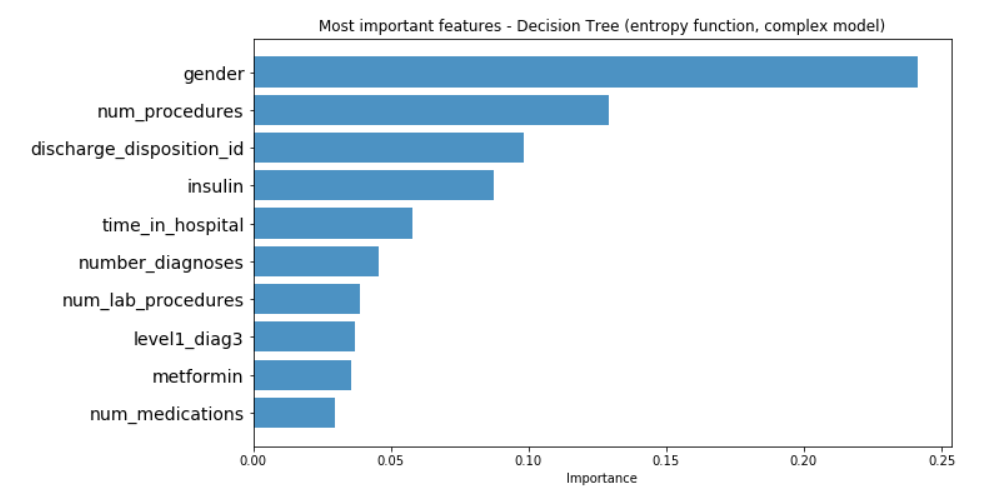 Most important features - Decision Tree (entropy function, complex model)
gender
num_procedures
discharge_disposition_id
insulin
time_in_hospital
number_diagnoses
num_lab_procedures
level1_diag3
metformin
num_medications
0.00 0.05 0.10 0.15 0.20 0.25
Importance